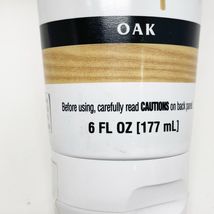 OAK
Before using, carefully read CAUTIONS on back panel
6 FL OZ [177 mL]